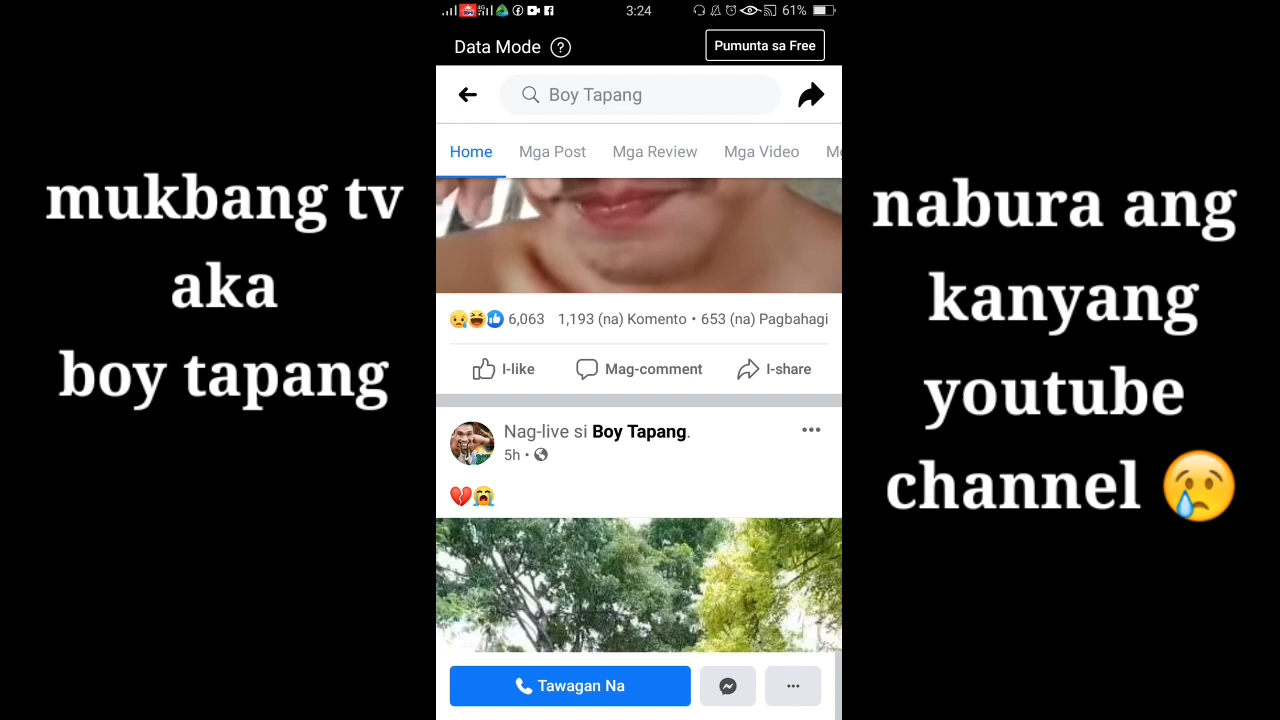 3:24
61%
Data Mode ?
Pumunta sa Free
Boy Tapang
Home Mga Post Mga Review Mga Video
mukbang tv
aka
boy tapang
nabura ang
kanyang
youtube
channel 😢
😢😆👍 6,063 1,193 (na) Komento • 653 (na) Pagbahagi
I-like Mag-comment I-share
Nag-live si Boy Tapang.
5h •
💔😭
Tawagan Na